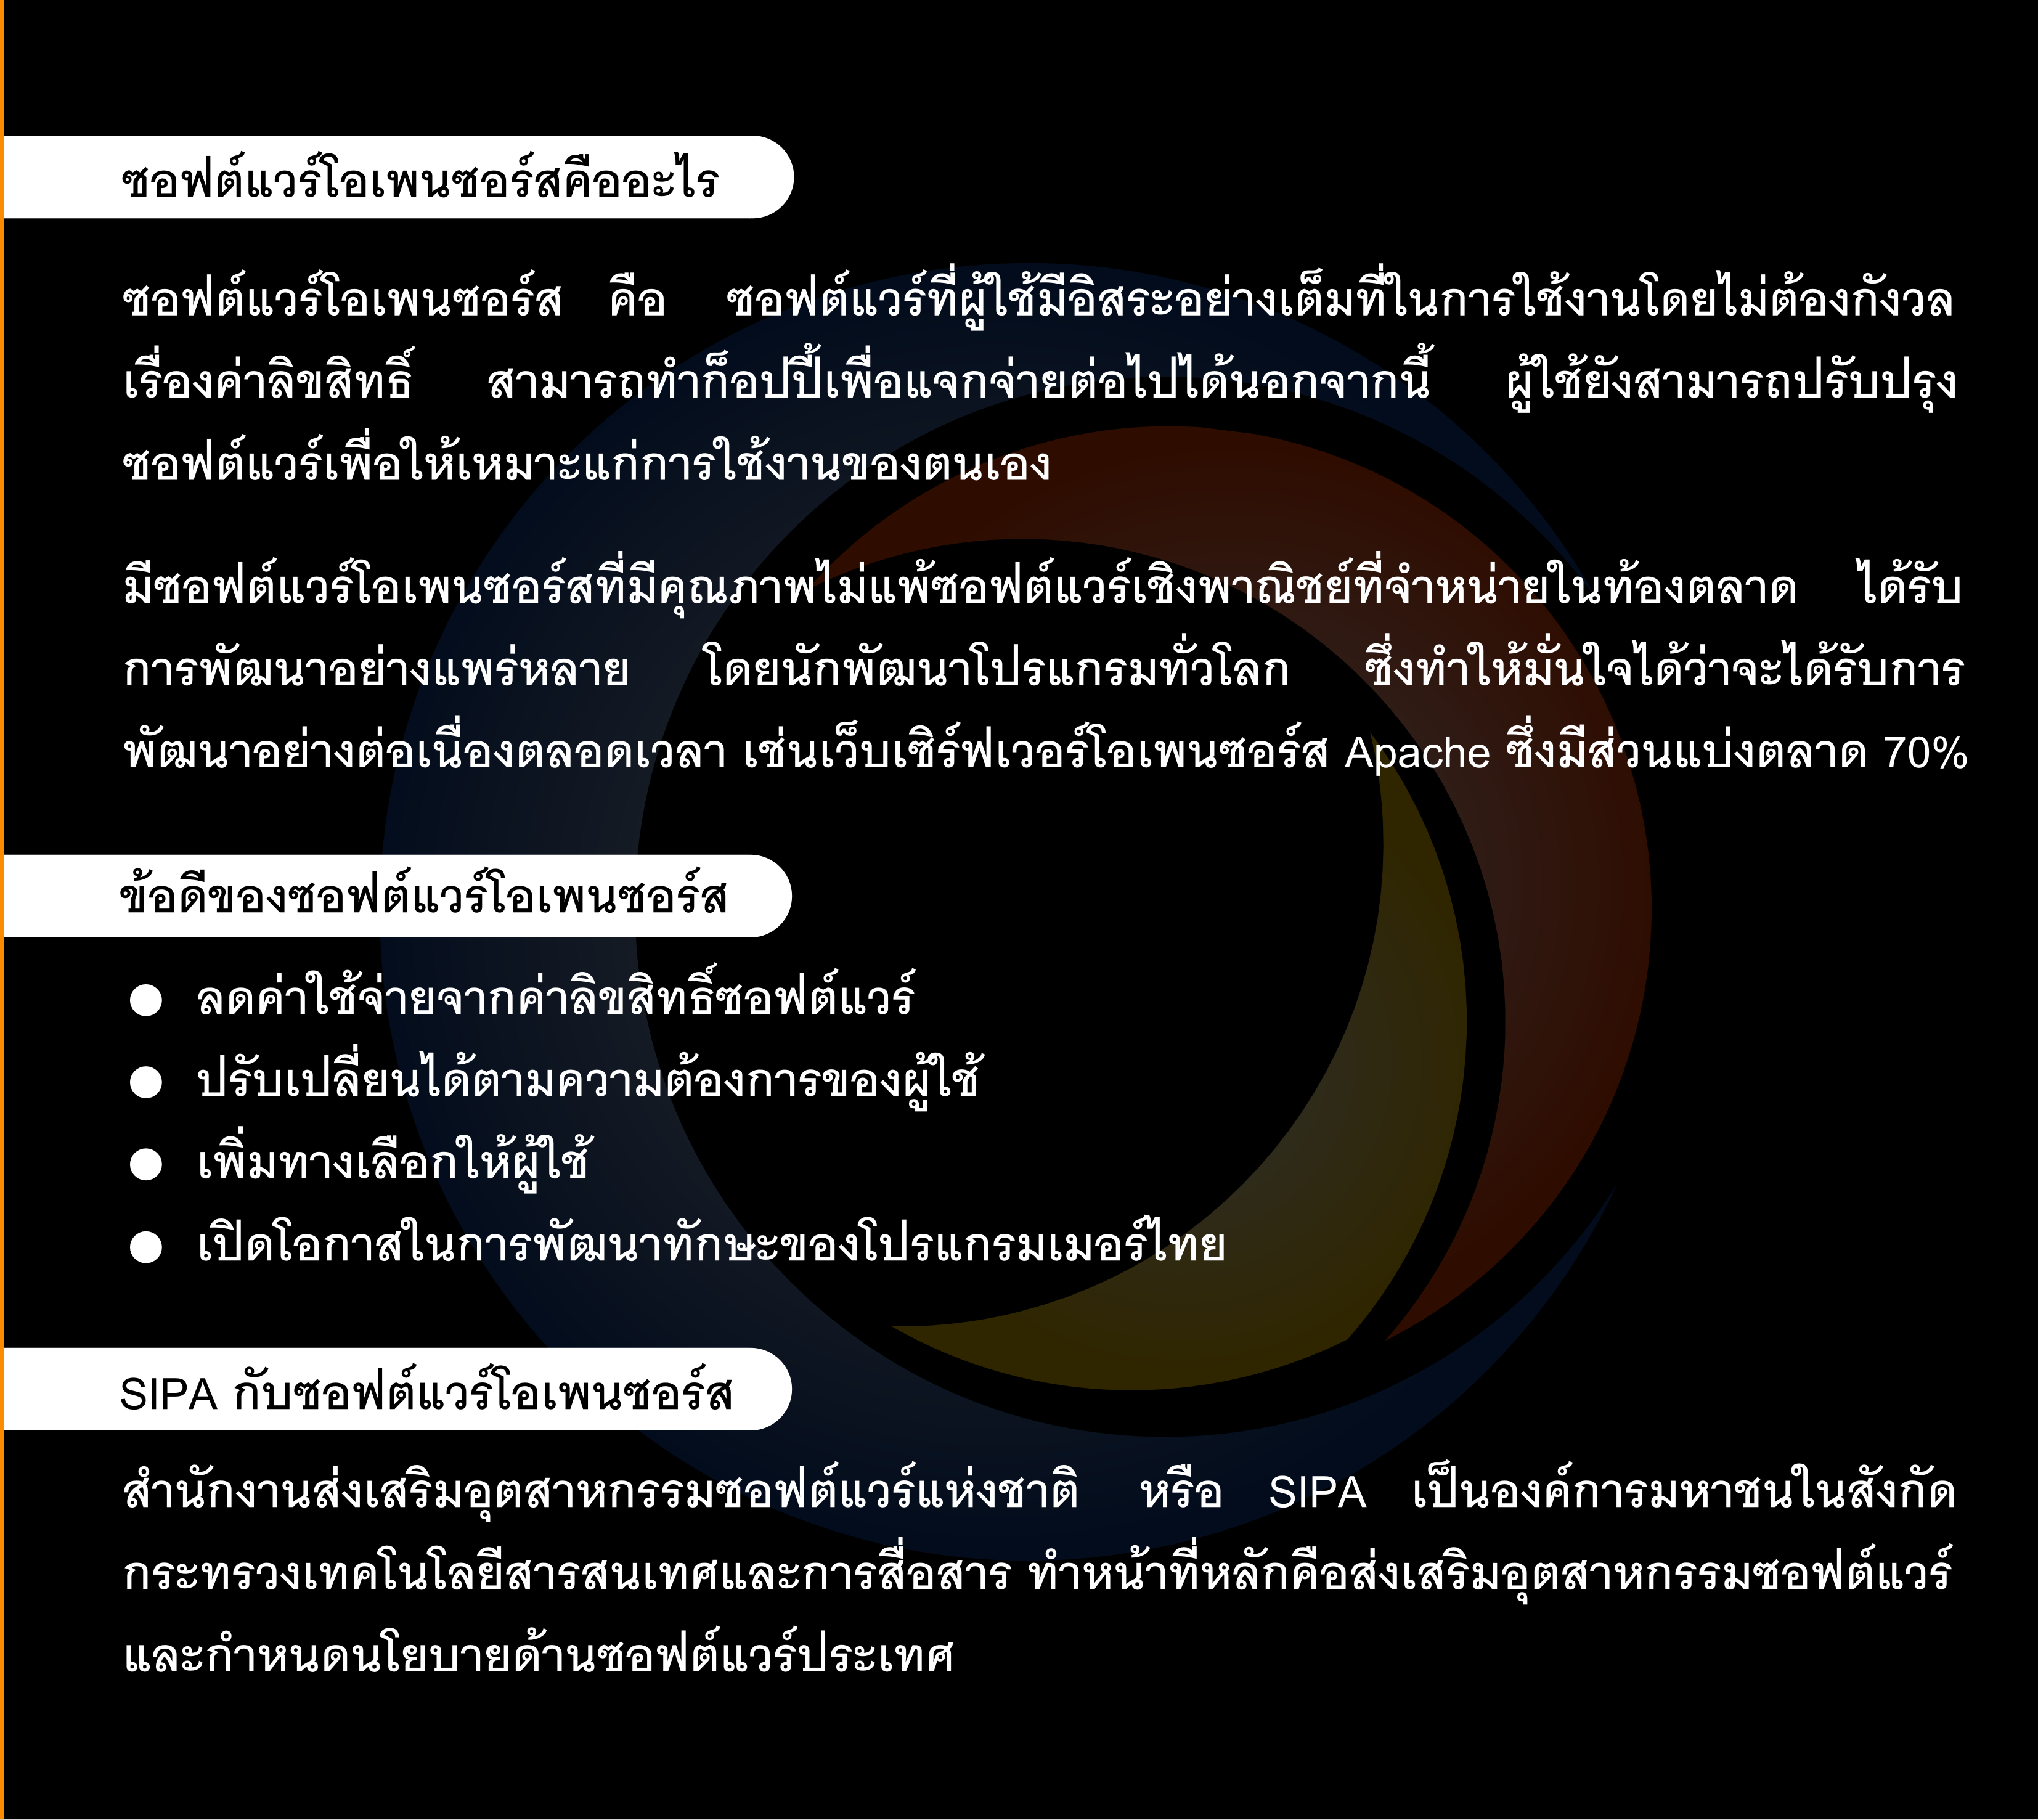 ซอฟต์แวร์โอเพนซอร์สคืออะไร
ซอฟต์แวร์โอเพนซอร์ส คือ ซอฟต์แวร์ที่ผู้ใช้มีอิสระอย่างเต็มที่ในการใช้งานโดยไม่ต้องกังวล
เรื่องค่าลิขสิทธิ์ สามารถทำก็อปปี้เพื่อแจกจ่ายต่อไปได้นอกจากนี้ ผู้ใช้ยังสามารถปรับปรุง
ซอฟต์แวร์เพื่อให้เหมาะแก่การใช้งานของตนเอง
มีซอฟต์แวร์โอเพนซอร์สที่มีคุณภาพไม่แพ้ซอฟต์แวร์เชิงพาณิชย์ที่จำหน่ายในท้องตลาด ได้รับ
การพัฒนาอย่างแพร่หลาย โดยนักพัฒนาโปรแกรมทั่วโลก ซึ่งทำให้มั่นใจได้ว่าจะได้รับการ
พัฒนาอย่างต่อเนื่องตลอดเวลา เช่นเว็บเซิร์ฟเวอร์โอเพนซอร์ส Apache ซึ่งมีส่วนแบ่งตลาด 70%
ข้อดีของซอฟต์แวร์โอเพนซอร์ส
● ลดค่าใช้จ่ายจากค่าลิขสิทธิ์ซอฟต์แวร์
● ปรับเปลี่ยนได้ตามความต้องการของผู้ใช้
● เพิ่มทางเลือกให้ผู้ใช้
● เปิดโอกาสในการพัฒนาทักษะของโปรแกรมเมอร์ไทย
SIPA กับซอฟต์แวร์โอเพนซอร์ส
สำนักงานส่งเสริมอุตสาหกรรมซอฟต์แวร์แห่งชาติ หรือ SIPA เป็นองค์การมหาชนในสังกัด
กระทรวงเทคโนโลยีสารสนเทศและการสื่อสาร ทำหน้าที่หลักคือส่งเสริมอุตสาหกรรมซอฟต์แวร์
และกำหนดนโยบายด้านซอฟต์แวร์ประเทศ